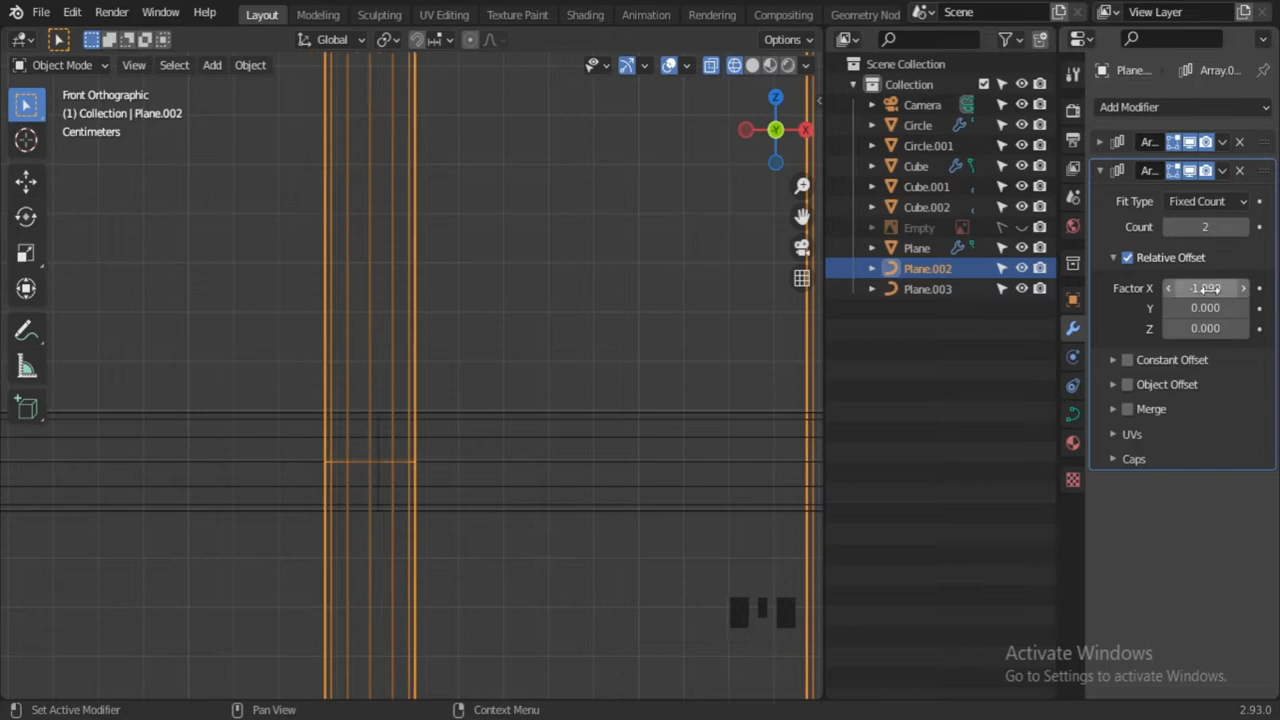 File Edit Render Window Help Layout Modeling Sculpting UV Editing Texture Paint Shading Animation Rendering Compositing Geometry Nod Scene View Layer
Global Options
Object Mode View Select Add Object
Front Orthographic
(1) Collection | Plane.002
Centimeters
Z
Y
X
Scene Collection
Collection
Camera
Circle
Circle.001
Cube
Cube.001
Cube.002
Empty
Plane
Plane.002
Plane.003
Plane... Array.0...
Add Modifier
Ar...
Ar...
Fit Type Fixed Count
Count 2
Relative Offset
Factor X
Y 0.000
Z 0.000
Constant Offset
Object Offset
Merge
UVs
Caps
Activate Windows
Go to Settings to activate Windows.
Set Active Modifier Pan View Context Menu 2.93.0